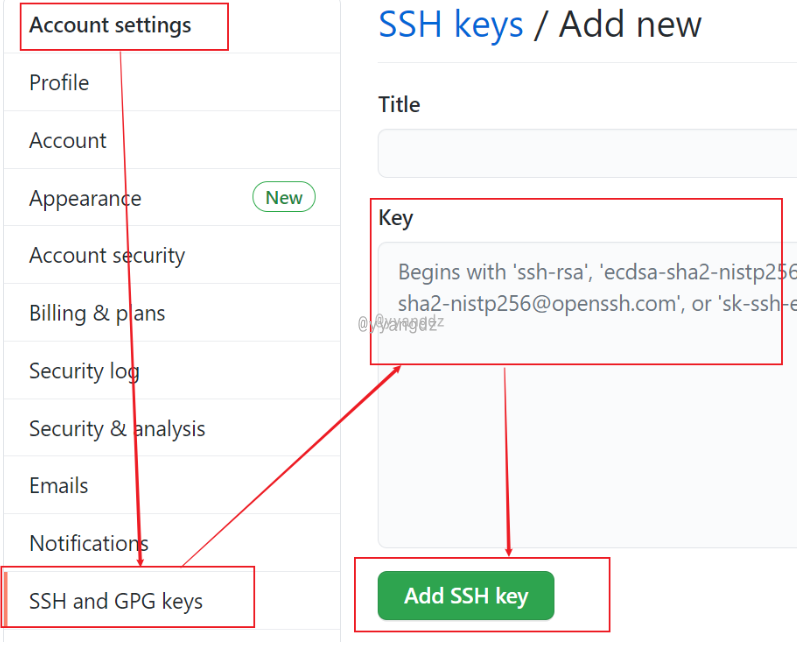 Account settings
Profile
Account
Appearance
New
Account security
Billing & plans
Security log
Security & analysis
Emails
Notifications
SSH and GPG keys
SSH keys / Add new
Title
Key
Begins with 'ssh-rsa', 'ecdsa-sha2-nistp256
sha2-nistp256@openssh.com', or 'sk-ssh-e
@yyangdz
@yyangdz
Add SSH key